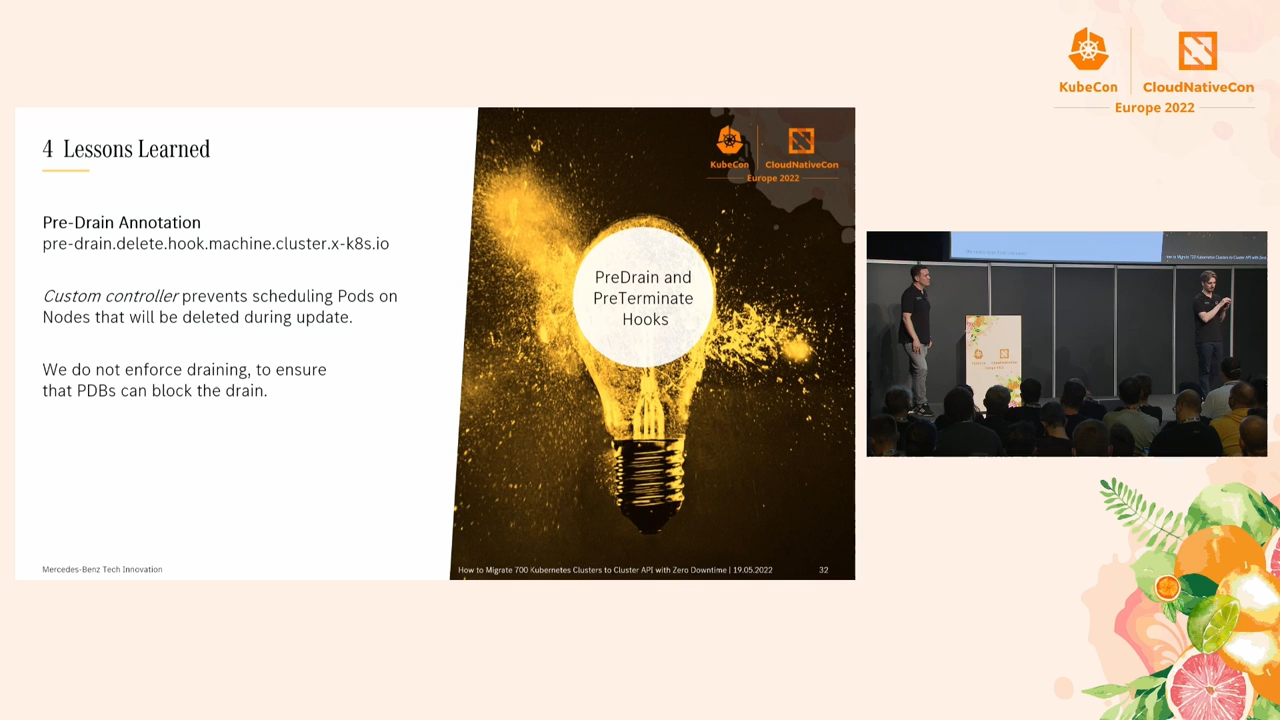 KubeCon
CloudNativeCon
Europe 2022
4 Lessons Learned
Pre-Drain Annotation
pre-drain.delete.hook.machine.cluster.x-k8s.io
Custom controller prevents scheduling Pods on
Nodes that will be deleted during update.
We do not enforce draining, to ensure
that PDBs can block the drain.
Mercedes-Benz Tech Innovation
KubeCon
CloudNativeCon
Europe 2022
PreDrain and
PreTerminate
Hooks
How to Migrate 700 Kubernetes Clusters to Cluster API with Zero Downtime | 19.05.2022
32